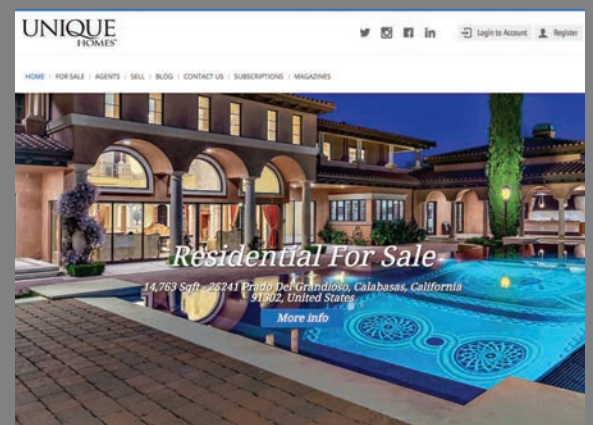 UNIQUE
HOMES
Login to Account Register
HOME | FOR SALE | AGENTS | SELL | BLOG | CONTACT US | SUBSCRIPTIONS | MAGAZINES
Residential For Sale
14,763 Sqft - 25241 Prado Del Grandioso, Calabasas, California
91302, United States
More info